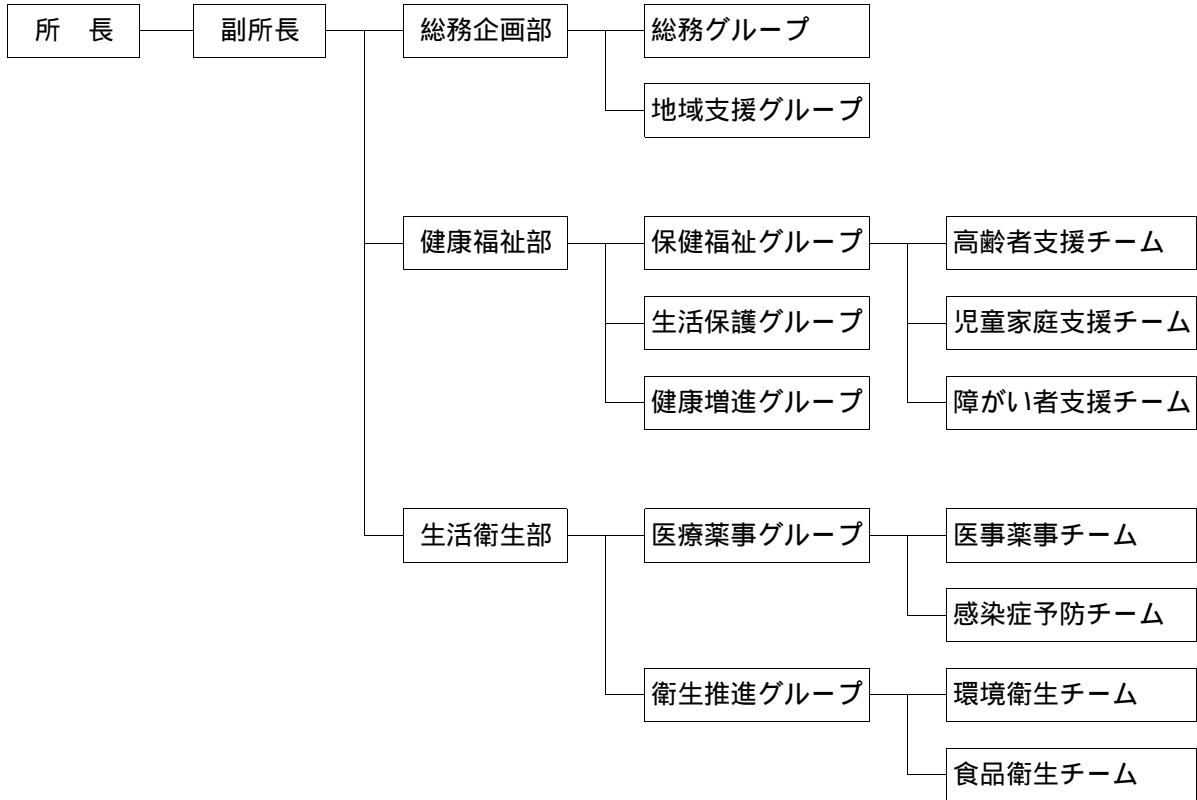 所　長
副所長
総務企画部
総務グループ
地域支援グループ
健康福祉部
保健福祉グループ
高齢者支援チーム
生活保護グループ
児童家庭支援チーム
健康増進グループ
障がい者支援チーム
生活衛生部
医療薬事グループ
医事薬事チーム
感染症予防チーム
衛生推進グループ
環境衛生チーム
食品衛生チーム